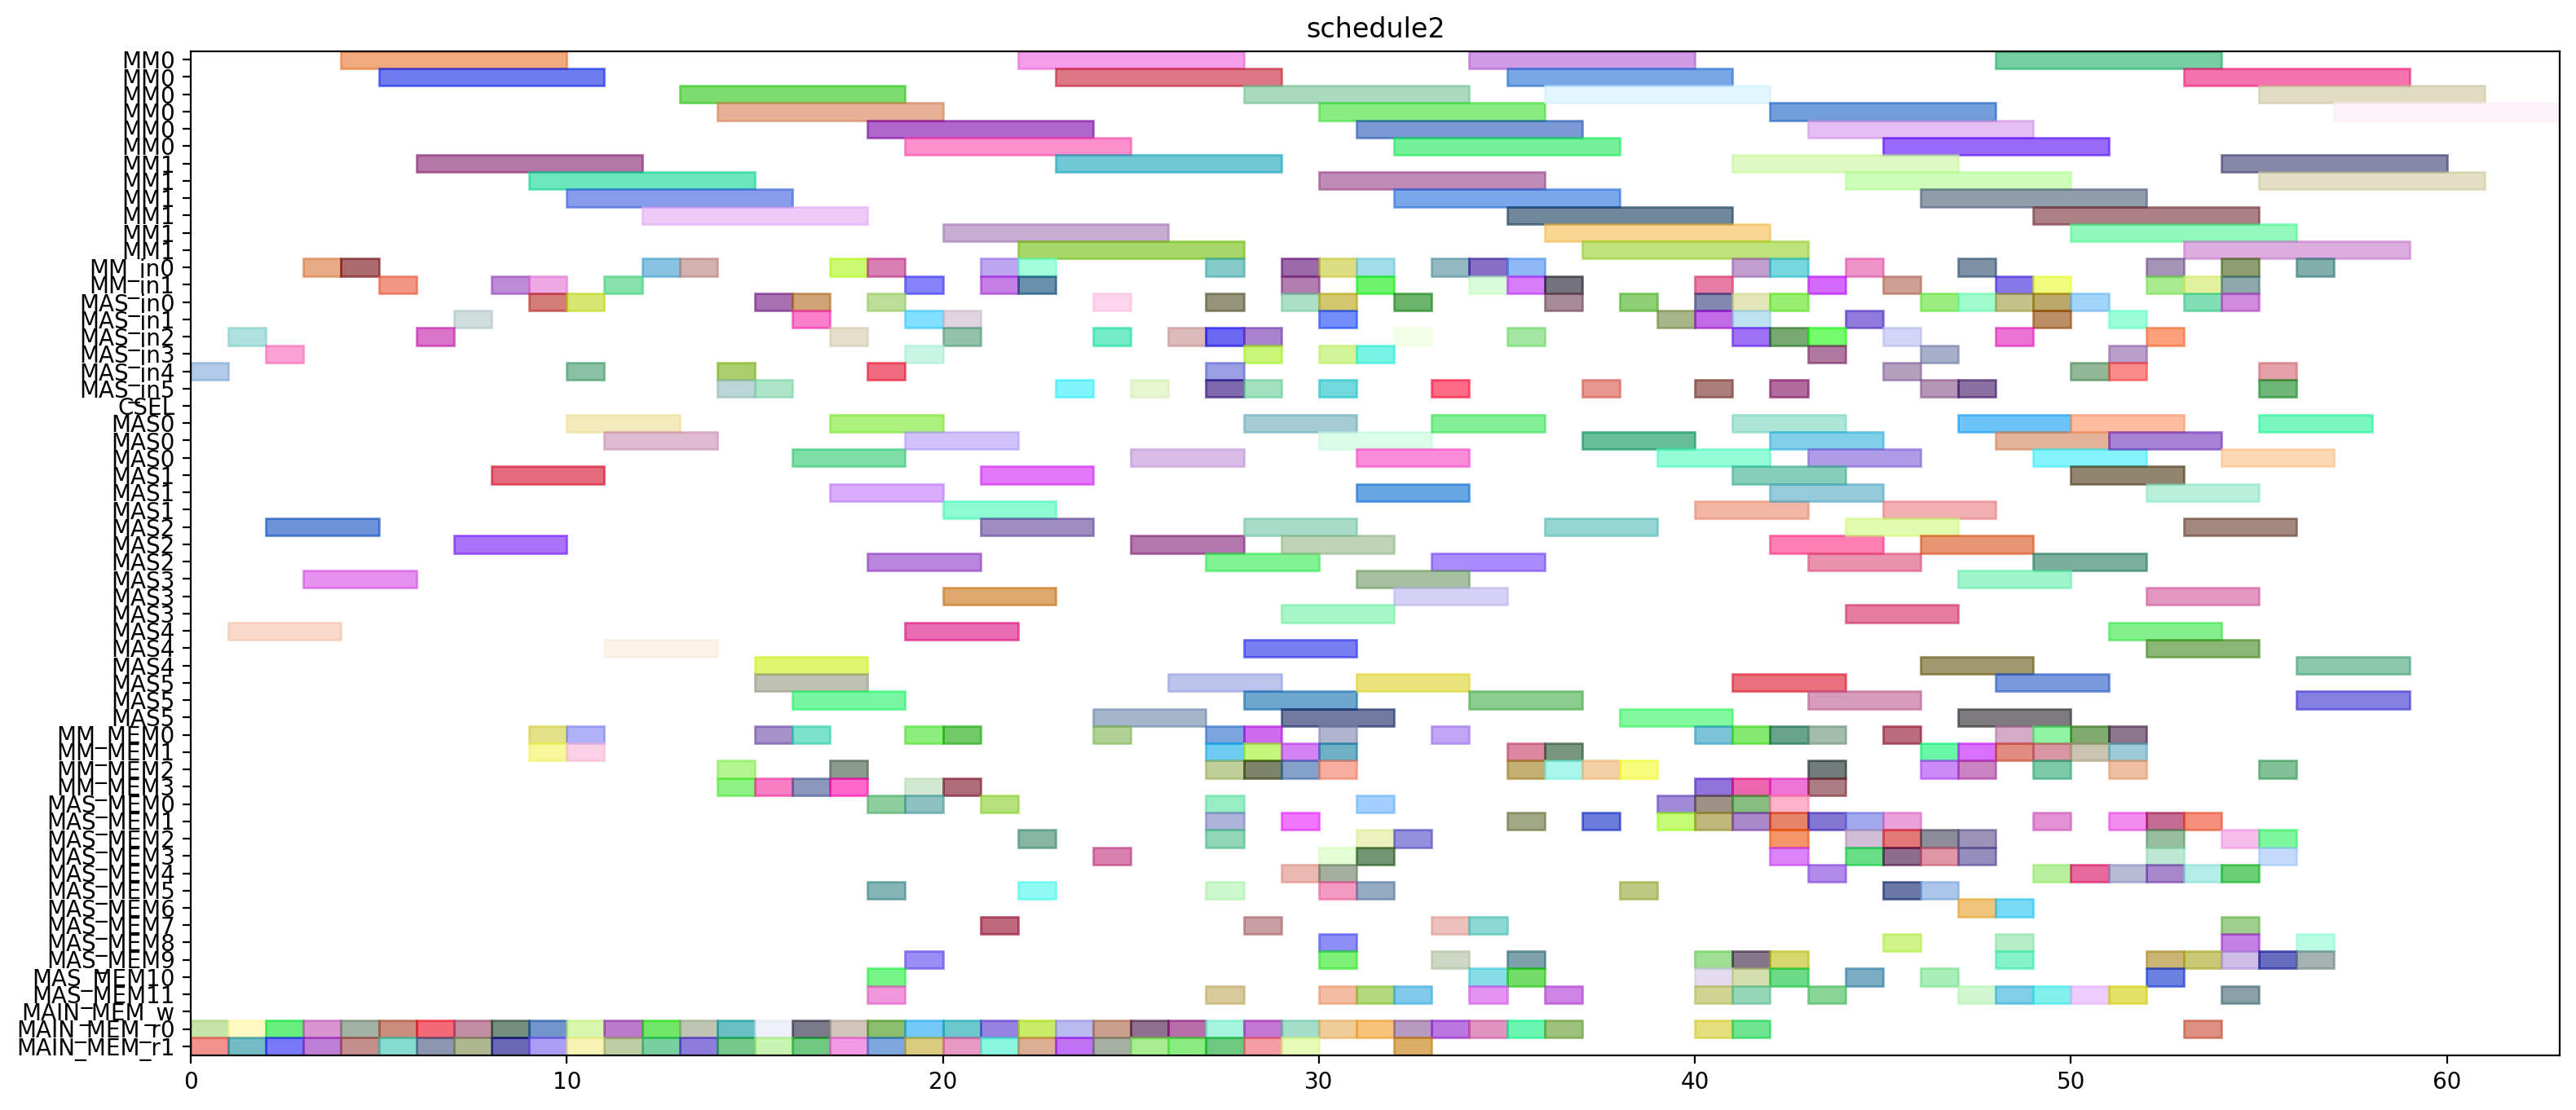 schedule2
MM0
MM0
MM0
MM0
MM0
MM0
MM1
MM1
MM1
MM1
MM1
MM1
MM_in0
MM_in1
MAS_in0
MAS_in1
MAS_in2
MAS_in3
MAS_in4
MAS_in5
CSEL
MAS0
MAS0
MAS0
MAS1
MAS1
MAS1
MAS2
MAS2
MAS2
MAS3
MAS3
MAS3
MAS4
MAS4
MAS4
MAS5
MAS5
MAS5
MM_MEM0
MM_MEM1
MM_MEM2
MM_MEM3
MAS_MEM0
MAS_MEM1
MAS_MEM2
MAS_MEM3
MAS_MEM4
MAS_MEM5
MAS_MEM6
MAS_MEM7
MAS_MEM8
MAS_MEM9
MAS_MEM10
MAS_MEM11
MAIN_MEM_w
MAIN_MEM_r0
MAIN_MEM_r1
0 10 20 30 40 50 60